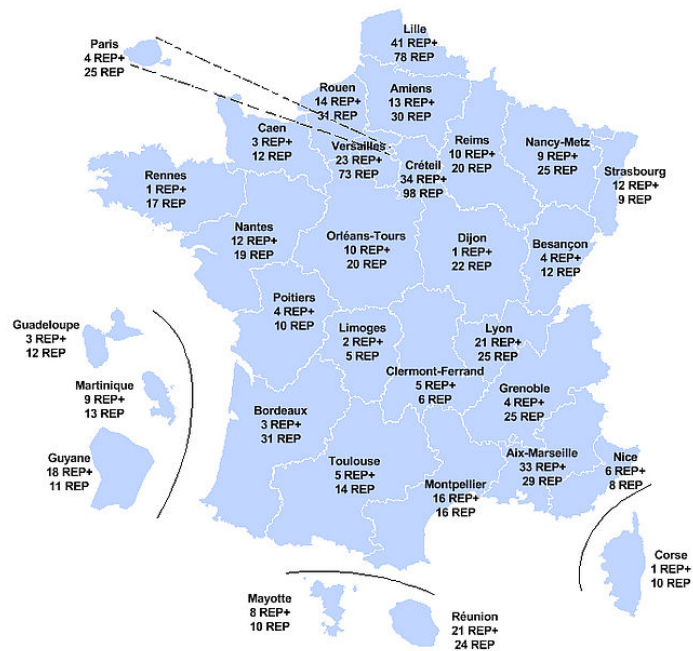 Lille
41 REP+
78 REP
Paris
4 REP+
25 REP
Rouen
14 REP+
31 REP
Amiens
13 REP+
30 REP
Caen
3 REP+
12 REP
Versailles
23 REP+
73 REP
Créteil
34 REP+
98 REP
Reims
10 REP+
20 REP
Nancy-Metz
9 REP+
25 REP
Strasbourg
12 REP+
9 REP
Rennes
1 REP+
17 REP
Nantes
12 REP+
19 REP
Orléans-Tours
10 REP+
20 REP
Dijon
1 REP+
22 REP
Besançon
4 REP+
12 REP
Poitiers
4 REP+
10 REP
Limoges
2 REP+
5 REP
Lyon
21 REP+
25 REP
Clermont-Ferrand
5 REP+
6 REP
Grenoble
4 REP+
25 REP
Guadeloupe
3 REP+
12 REP
Martinique
9 REP+
13 REP
Guyane
18 REP+
11 REP
Bordeaux
3 REP+
31 REP
Toulouse
5 REP+
14 REP
Montpellier
16 REP+
16 REP
Aix-Marseille
33 REP+
29 REP
Nice
6 REP+
8 REP
Corse
1 REP+
10 REP
Mayotte
8 REP+
10 REP
Réunion
21 REP+
24 REP